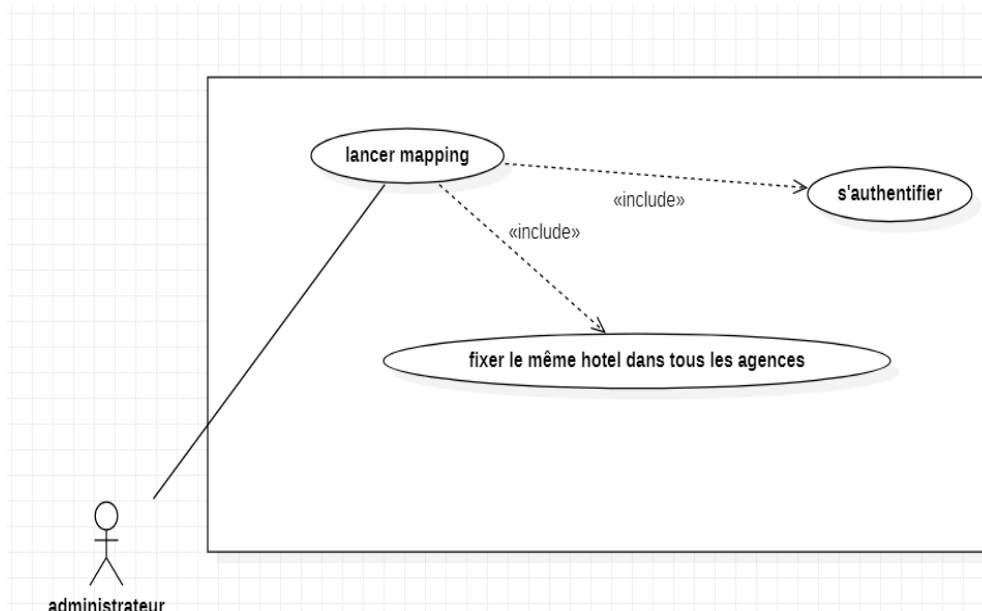 lancer mapping
s'authentifier
«include»
«include»
fixer le même hotel dans tous les agences
administrateur